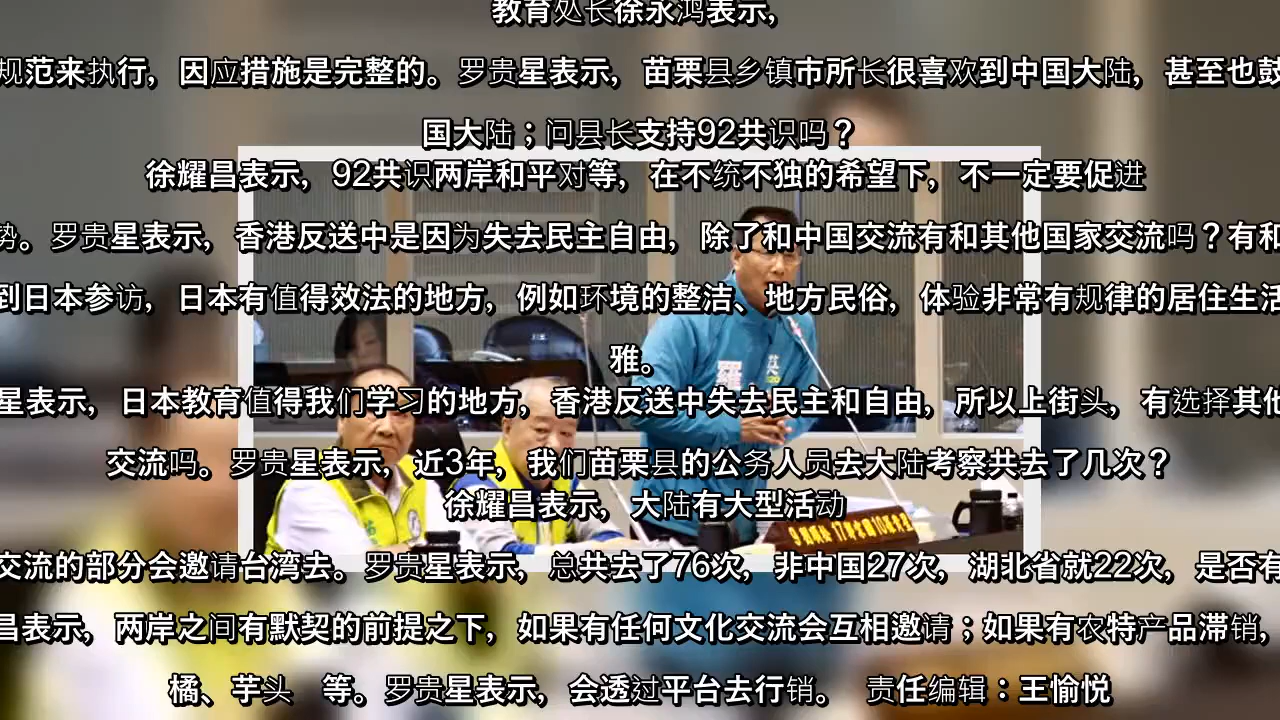 教育处长徐永鸿表示，
规范来执行，因应措施是完整的。罗贵星表示，苗栗县乡镇市所长很喜欢到中国大陆，甚至也鼓
国大陆；问县长支持92共识吗？
徐耀昌表示，92共识两岸和平对等，在不统不独的希望下，不一定要促进
势。罗贵星表示，香港反送中是因为失去民主自由，除了和中国交流有和其他国家交流吗？有和
到日本参访，日本有值得效法的地方，例如环境的整洁、地方民俗，体验非常有规律的居住生活
雅。
星表示，日本教育值得我们学习的地方，香港反送中失去民主和自由，所以上街头，有选择其他
交流吗。罗贵星表示，近3年，我们苗栗县的公务人员去大陆考察共去了几次？
徐耀昌表示，大陆有大型活动
交流的部分会邀请台湾去。罗贵星表示，总共去了76次，非中国27次，湖北省就22次，是否有
昌表示，两岸之间有默契的前提之下，如果有任何文化交流会互相邀请；如果有农特产品滞销，
橘、芋头　等。罗贵星表示，会透过平台去行销。　责任编辑：王愉悦